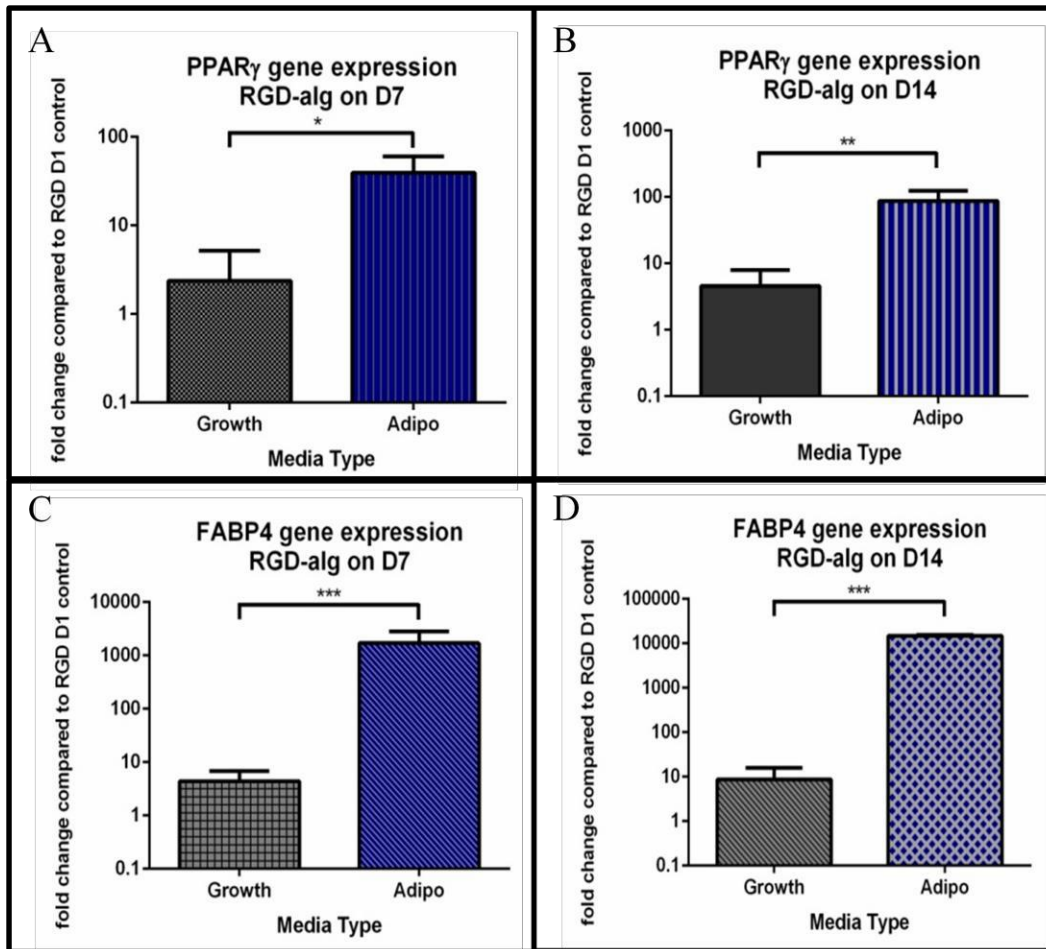 A
PPARγ gene expression
RGD-alg on D7
*
fold change compared to RGD D1 control
100
10
1
0.1
Growth Adipo
Media Type
B
PPARγ gene expression
RGD-alg on D14
**
fold change compared to RGD D1 control
1000
100
10
1
0.1
Growth Adipo
Media Type
C
FABP4 gene expression
RGD-alg on D7
***
fold change compared to RGD D1 control
10000
1000
100
10
1
0.1
Growth Adipo
Media Type
D
FABP4 gene expression
RGD-alg on D14
***
fold change compared to RGD D1 control
100000
10000
1000
100
10
1
0.1
Growth Adipo
Media Type